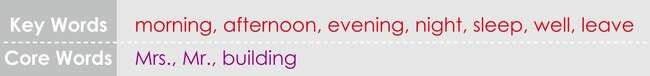 Key Words morning, afternoon, evening, night, sleep, well, leave
Core Words Mrs., Mr., building